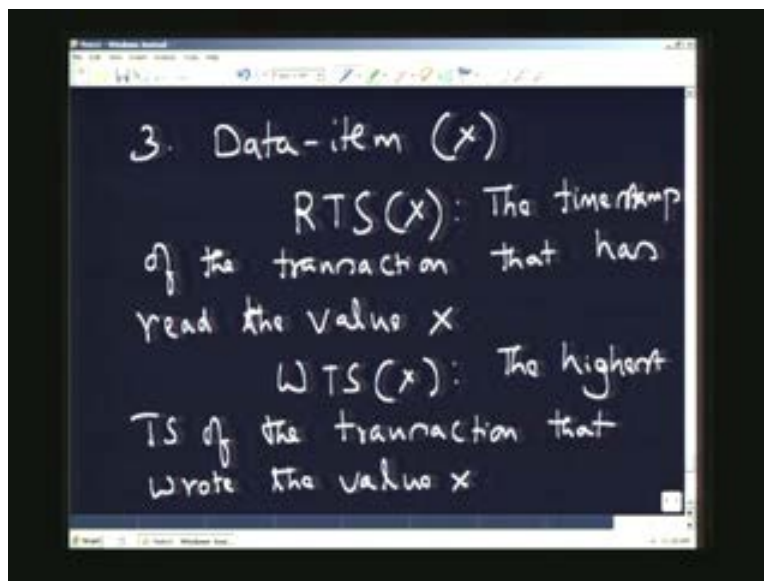 3. Data-item (x)
RTS(x): The timestamp
of the transaction that has
read the value x
WTS(x): The highest
TS of the transaction that
wrote the value x